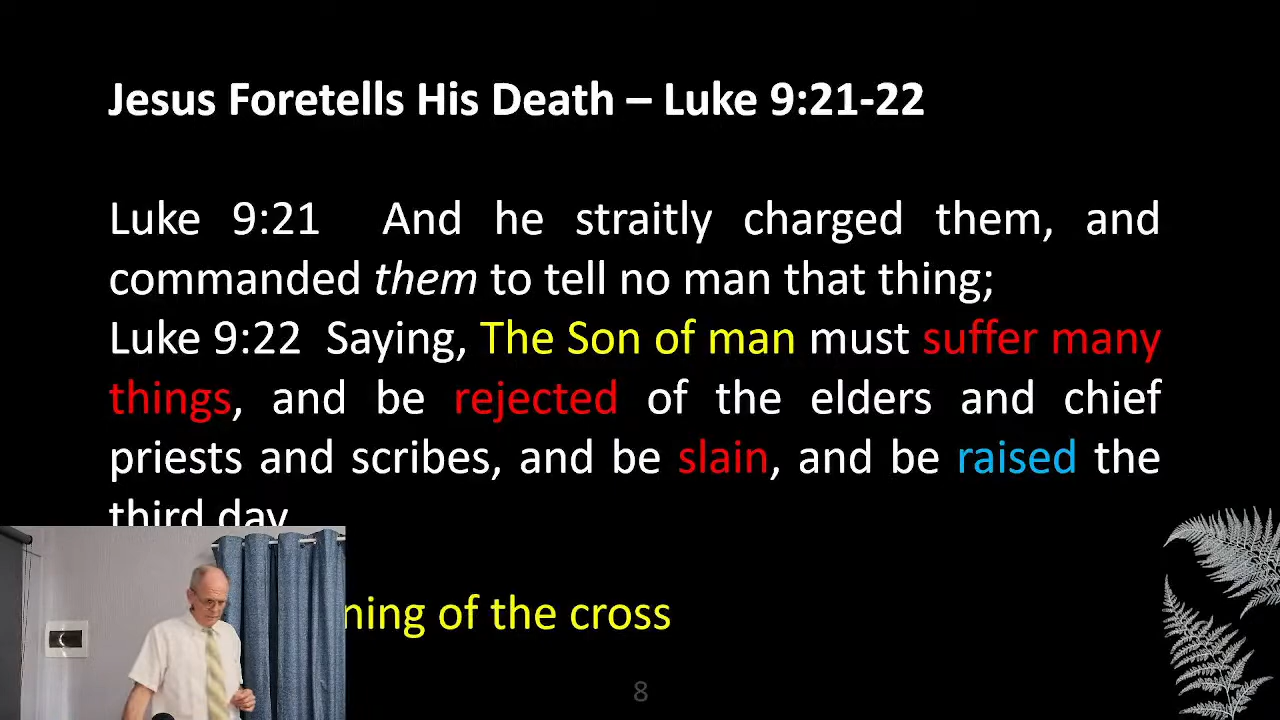 Jesus Foretells His Death – Luke 9:21-22
Luke 9:21 And he straitly charged them, and
commanded them to tell no man that thing;
Luke 9:22 Saying, The Son of man must suffer many
things, and be rejected of the elders and chief
priests and scribes, and be slain, and be raised the
third day
of the cross
8